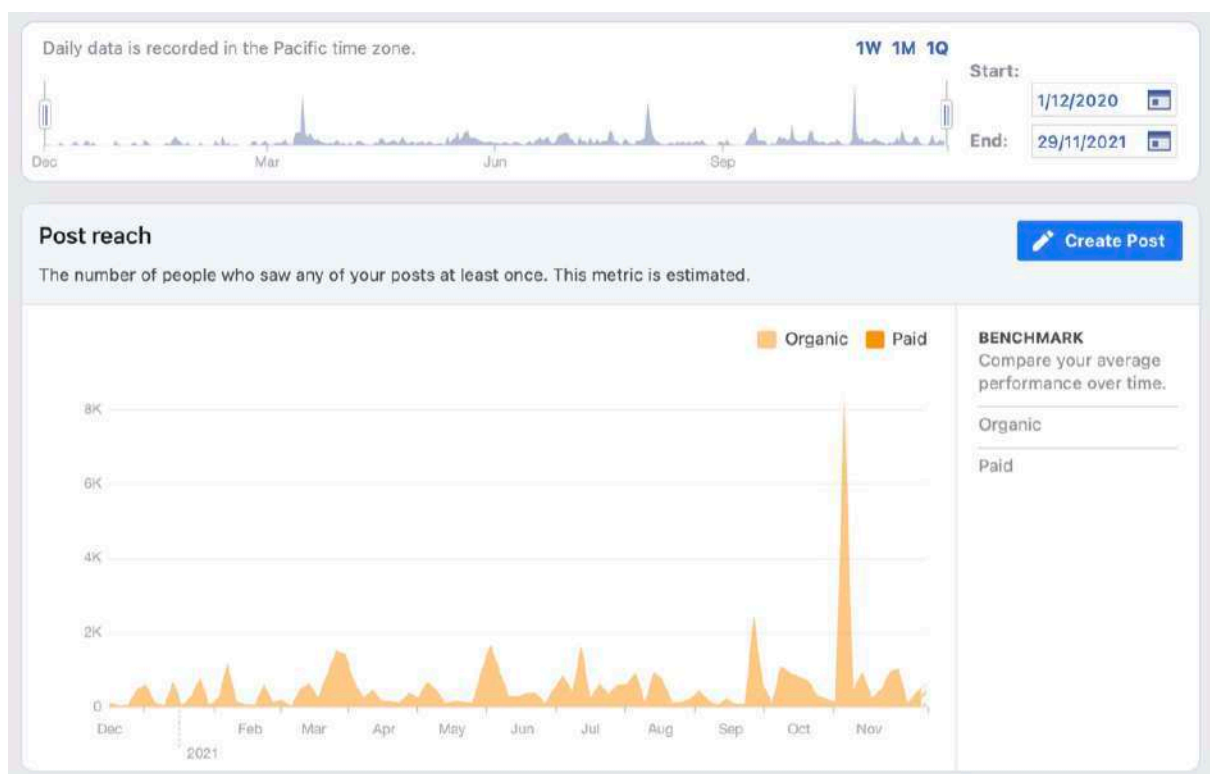 Daily data is recorded in the Pacific time zone.
1W 1M 1Q
Start:
1/12/2020
End:
29/11/2021
Dec Mar Jun Sep
Post reach
Create Post
The number of people who saw any of your posts at least once. This metric is estimated.
Organic Paid
BENCHMARK
Compare your average
performance over time.
Organic
Paid
8K
6K
4K
2K
0
Dec Feb Mar Apr May Jun Jul Aug Sep Oct Nov
2021